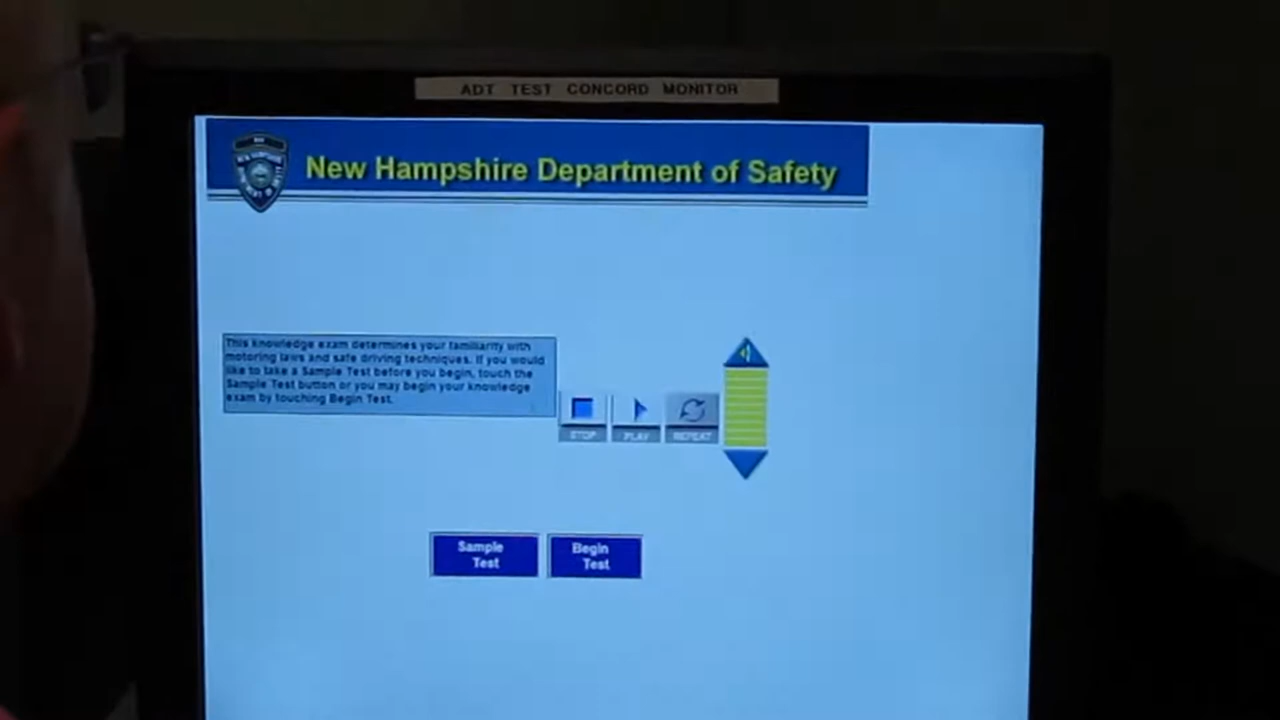 ADT TEST CONCORD MONITOR
New Hampshire Department of Safety
This knowledge exam determines your familiarity with
motoring laws and safe driving techniques. If you would
like to take a Sample Test before you begin, touch the
Sample Test button or you may begin your knowledge
exam by touching Begin Test.
STOP PLAY REPEAT
Sample Test
Begin Test